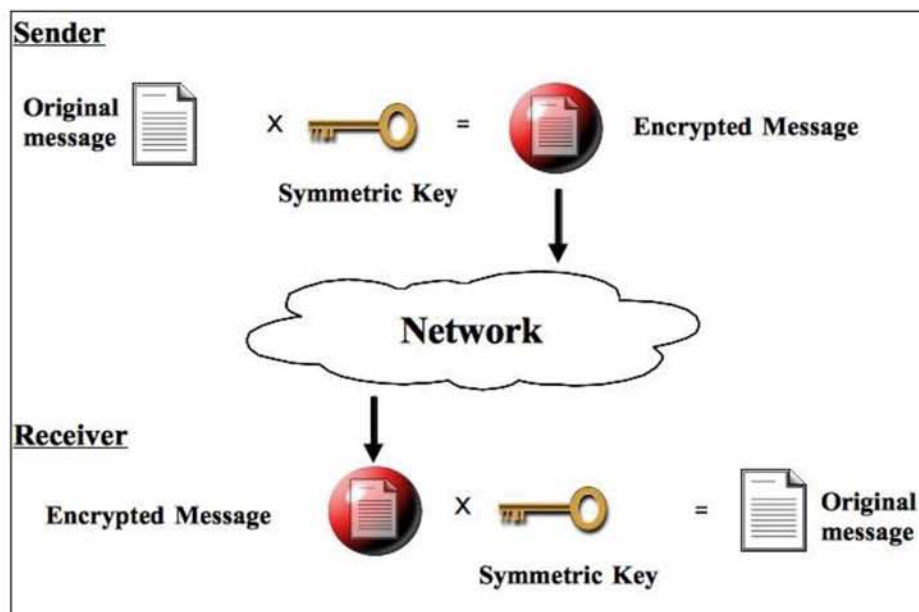 Sender
Original
message
X
=
Encrypted Message
Symmetric Key
Network
Receiver
Encrypted Message
X
=
Original
message
Symmetric Key